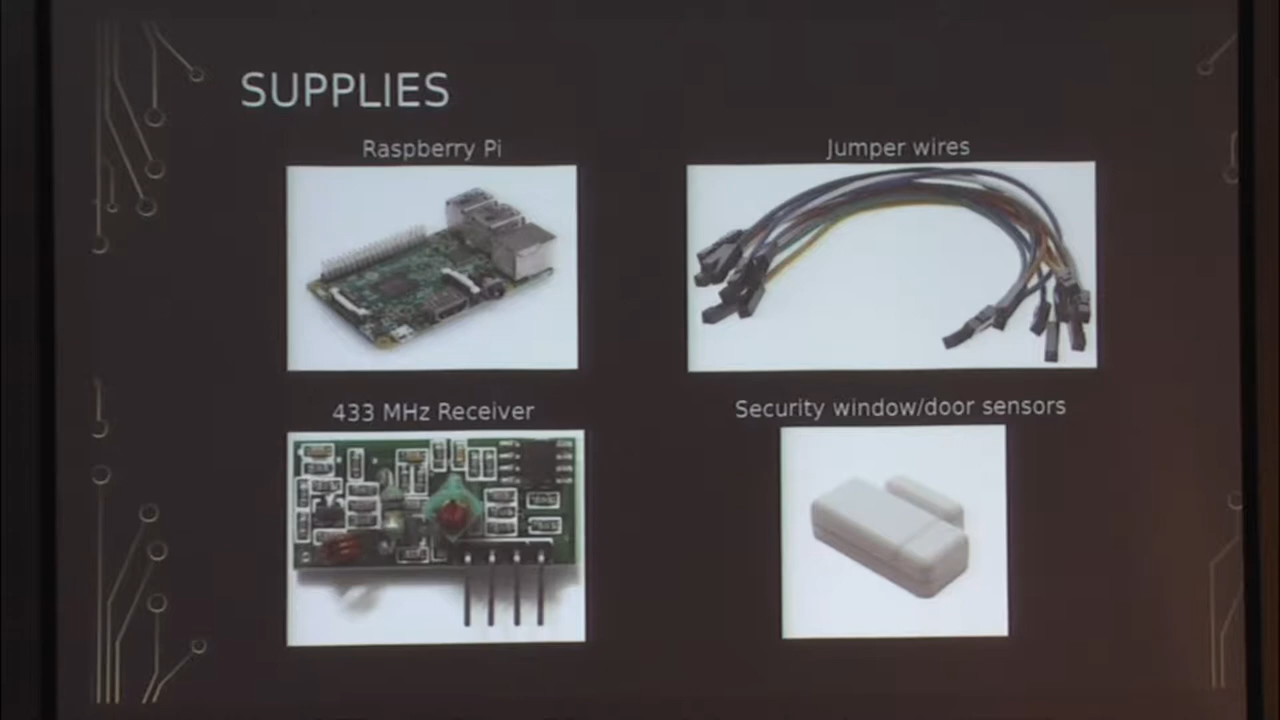 SUPPLIES
Raspberry Pi
Jumper wires
433 MHz Receiver
Security window/door sensors